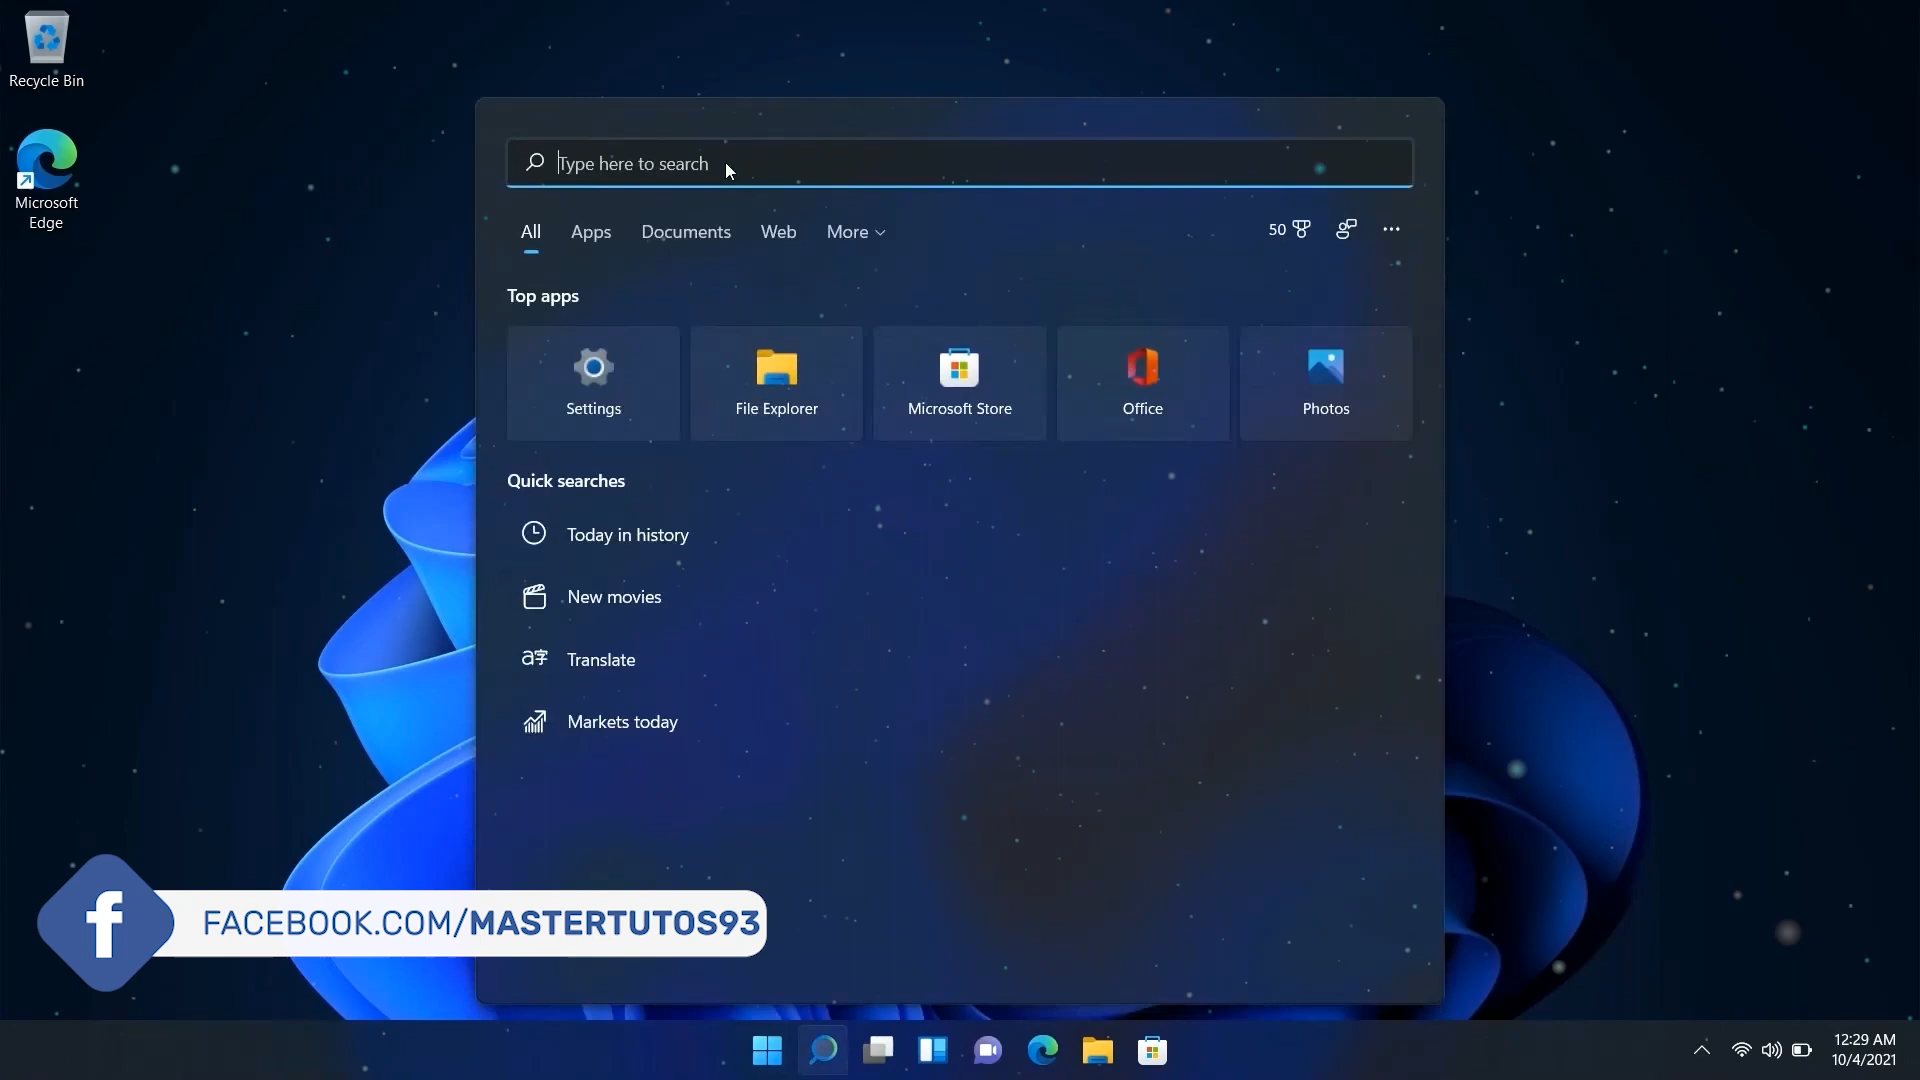 Recycle Bin
Microsoft
Edge
Type here to search
All Apps Documents Web More
50
Top apps
Settings File Explorer Microsoft Store Office Photos
Quick searches
Today in history
New movies
Translate
Markets today
f FACEBOOK.COM/MASTERTUTOS93
12:29 AM
10/4/2021